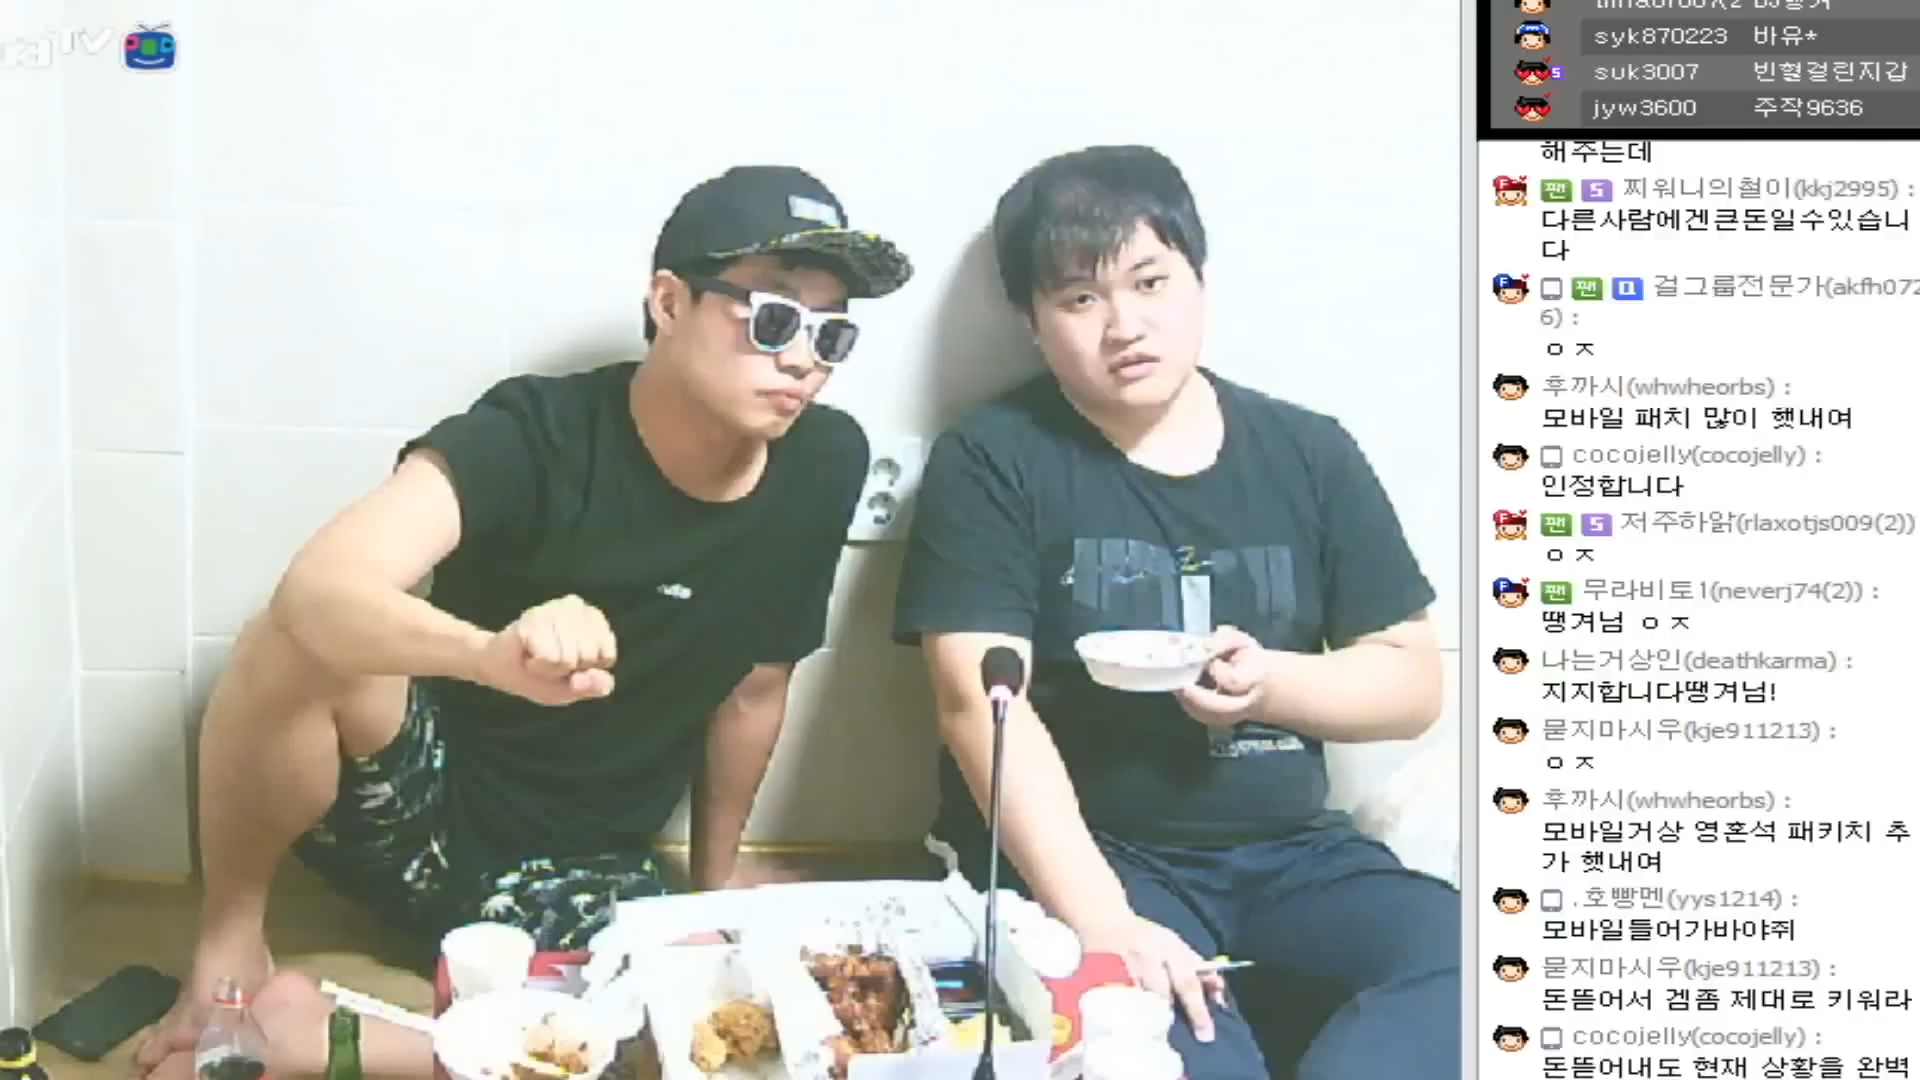 TV
syk870223 바유*
suk3007 빈혈걸린지갑
jyw3600 주작9636
해주는데
팬 S 찌워니의철이(kkj2995) :
다른사람에겐큰돈일수있습니
다
팬 걸그룹전문가(akfh072
6) :
ㅇㅈ
후까시(whwheorbs) :
모바일 패치 많이 햇내여
cocojelly(cocojelly) :
인정합니다
팬 S 저주하앍(rlaxotjs009(2))
ㅇㅈ
팬 무라비토1(neverj74(2)) :
땡겨님 ㅇㅈ
나는거상인(deathkarma) :
지지합니다땡겨님!
묻지마시우(kje911213) :
ㅇㅈ
후까시(whwheorbs) :
모바일거상 영혼석 패키치 추
가 햇내여
.호빵멘(yys1214) :
모바일들어가바야쥐
묻지마시우(kje911213) :
돈뜯어서 겜좀 제대로 키워라
cocojelly(cocojelly) :
돈뜯어내도 현재 상황을 완벽